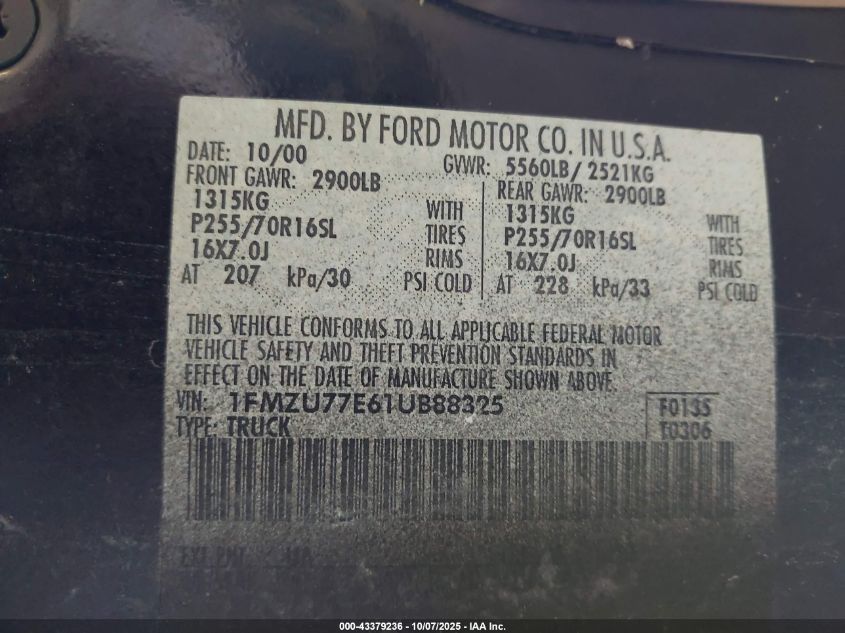 MFD. BY FORD MOTOR CO. IN U.S.A.
DATE: 10/00 GVWR: 5560LB/ 2521KG
FRONT GAWR: 2900LB REAR GAWR: 2900LB
1315KG WITH 1315KG WITH
P255/70R16SL TIRES P255/70R16SL TIRES
16X7.0J RIMS 16X7.0J RIMS
AT 207 kPa/30 PSI COLD AT 228 kPa/33 PSI COLD
THIS VEHICLE CONFORMS TO ALL APPLICABLE FEDERAL MOTOR
VEHICLE SAFETY AND THEFT PREVENTION STANDARDS IN
EFFECT ON THE DATE OF MANUFACTURE SHOWN ABOVE.
VIN: 1FMZU77E61UB88325 F0135
TYPE: TRUCK T0306
000-43379236 - 10/07/2025 - IAA Inc.